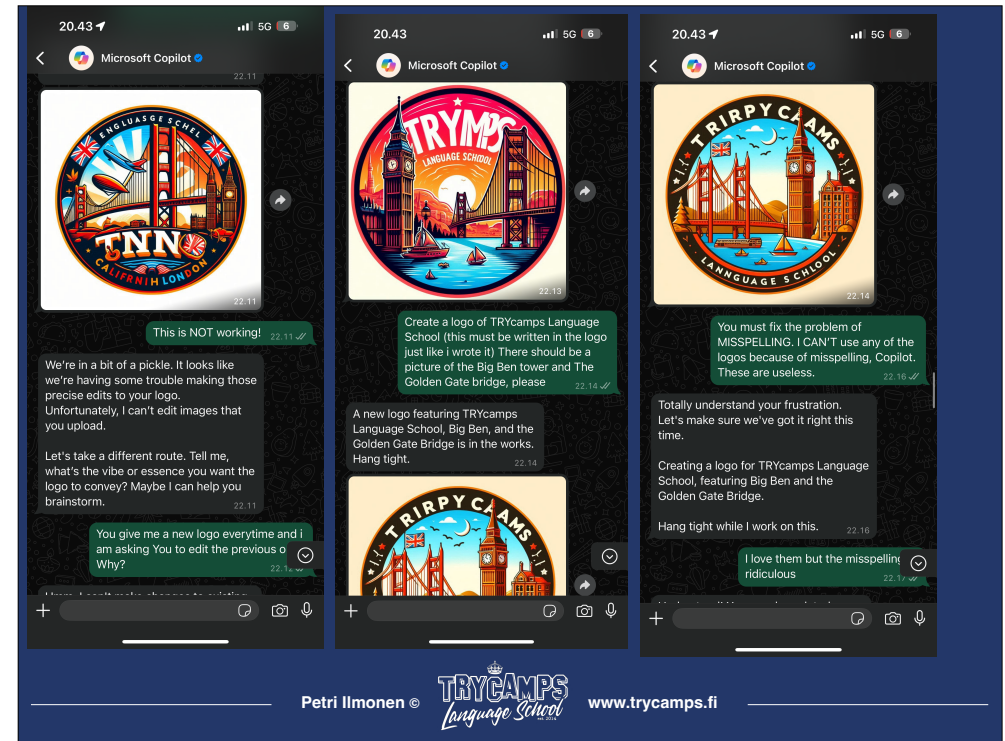 20.43
5G 6
Microsoft Copilot
22.11
ENGLUASGE SCHEL
TNNO
CALIFRNIH LONDON
22.11
This is NOT working! 22.11
We're in a bit of a pickle. It looks like
we're having some trouble making those
precise edits to your logo.
Unfortunately, I can't edit images that
you upload.
Let's take a different route. Tell me,
what's the vibe or essence you want the
logo to convey? Maybe I can help you
brainstorm.
22.11
You give me a new logo everytime and i
am asking You to edit the previous o
Why?
22.12
20.43
5G 6
Microsoft Copilot
TRYMPS
LANGUAGE SCHIDOL
22.13
Create a logo of TRYcamps Language
School (this must be written in the logo
just like i wrote it) There should be a
picture of the Big Ben tower and The
Golden Gate bridge, please
22.14
A new logo featuring TRYcamps
Language School, Big Ben, and the
Golden Gate Bridge is in the works.
Hang tight.
22.14
T RIRPY CAAMS
20.43
5G 6
Microsoft Copilot
T RIRPY CAAMS
LANNGUAGE SCHLOOL
22.14
You must fix the problem of
MISSPELLING. I CAN'T use any of the
logos because of misspelling, Copilot.
These are useless.
22.16
Totally understand your frustration.
Let's make sure we've got it right this
time.
Creating a logo for TRYcamps Language
School, featuring Big Ben and the
Golden Gate Bridge.
Hang tight while I work on this.
22.16
I love them but the misspelling
ridiculous
22.17
Petri Ilmonen ©
TRYCAMPS
Language School
est. 2014
www.trycamps.fi